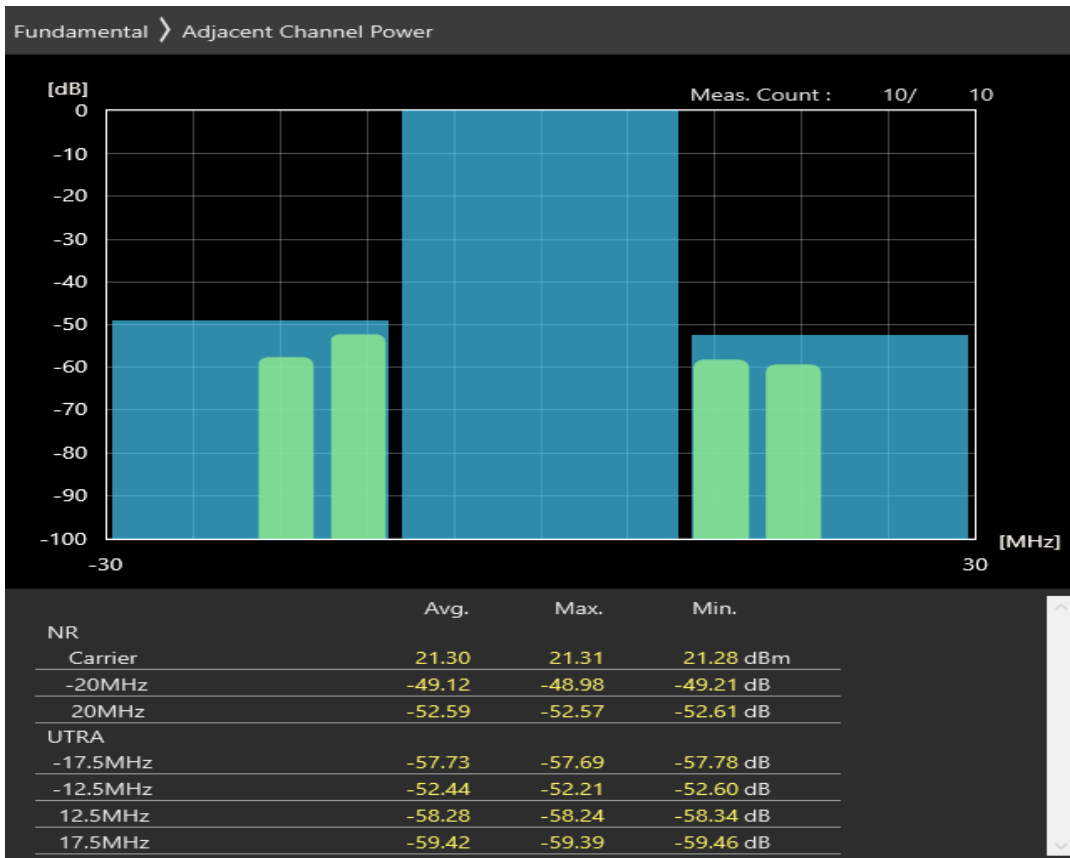 Fundamental 〉 Adjacent Channel Power
[dB]
Meas. Count : 10/ 10
0
-10
-20
-30
-40
-50
-60
-70
-80
-90
-100
[MHz]
-30 30
Avg. Max. Min.
NR
Carrier 21.30 21.31 21.28 dBm
-20MHz -49.12 -48.98 -49.21 dB
20MHz -52.59 -52.57 -52.61 dB
UTRA
-17.5MHz -57.73 -57.69 -57.78 dB
-12.5MHz -52.44 -52.21 -52.60 dB
12.5MHz -58.28 -58.24 -58.34 dB
17.5MHz -59.42 -59.39 -59.46 dB